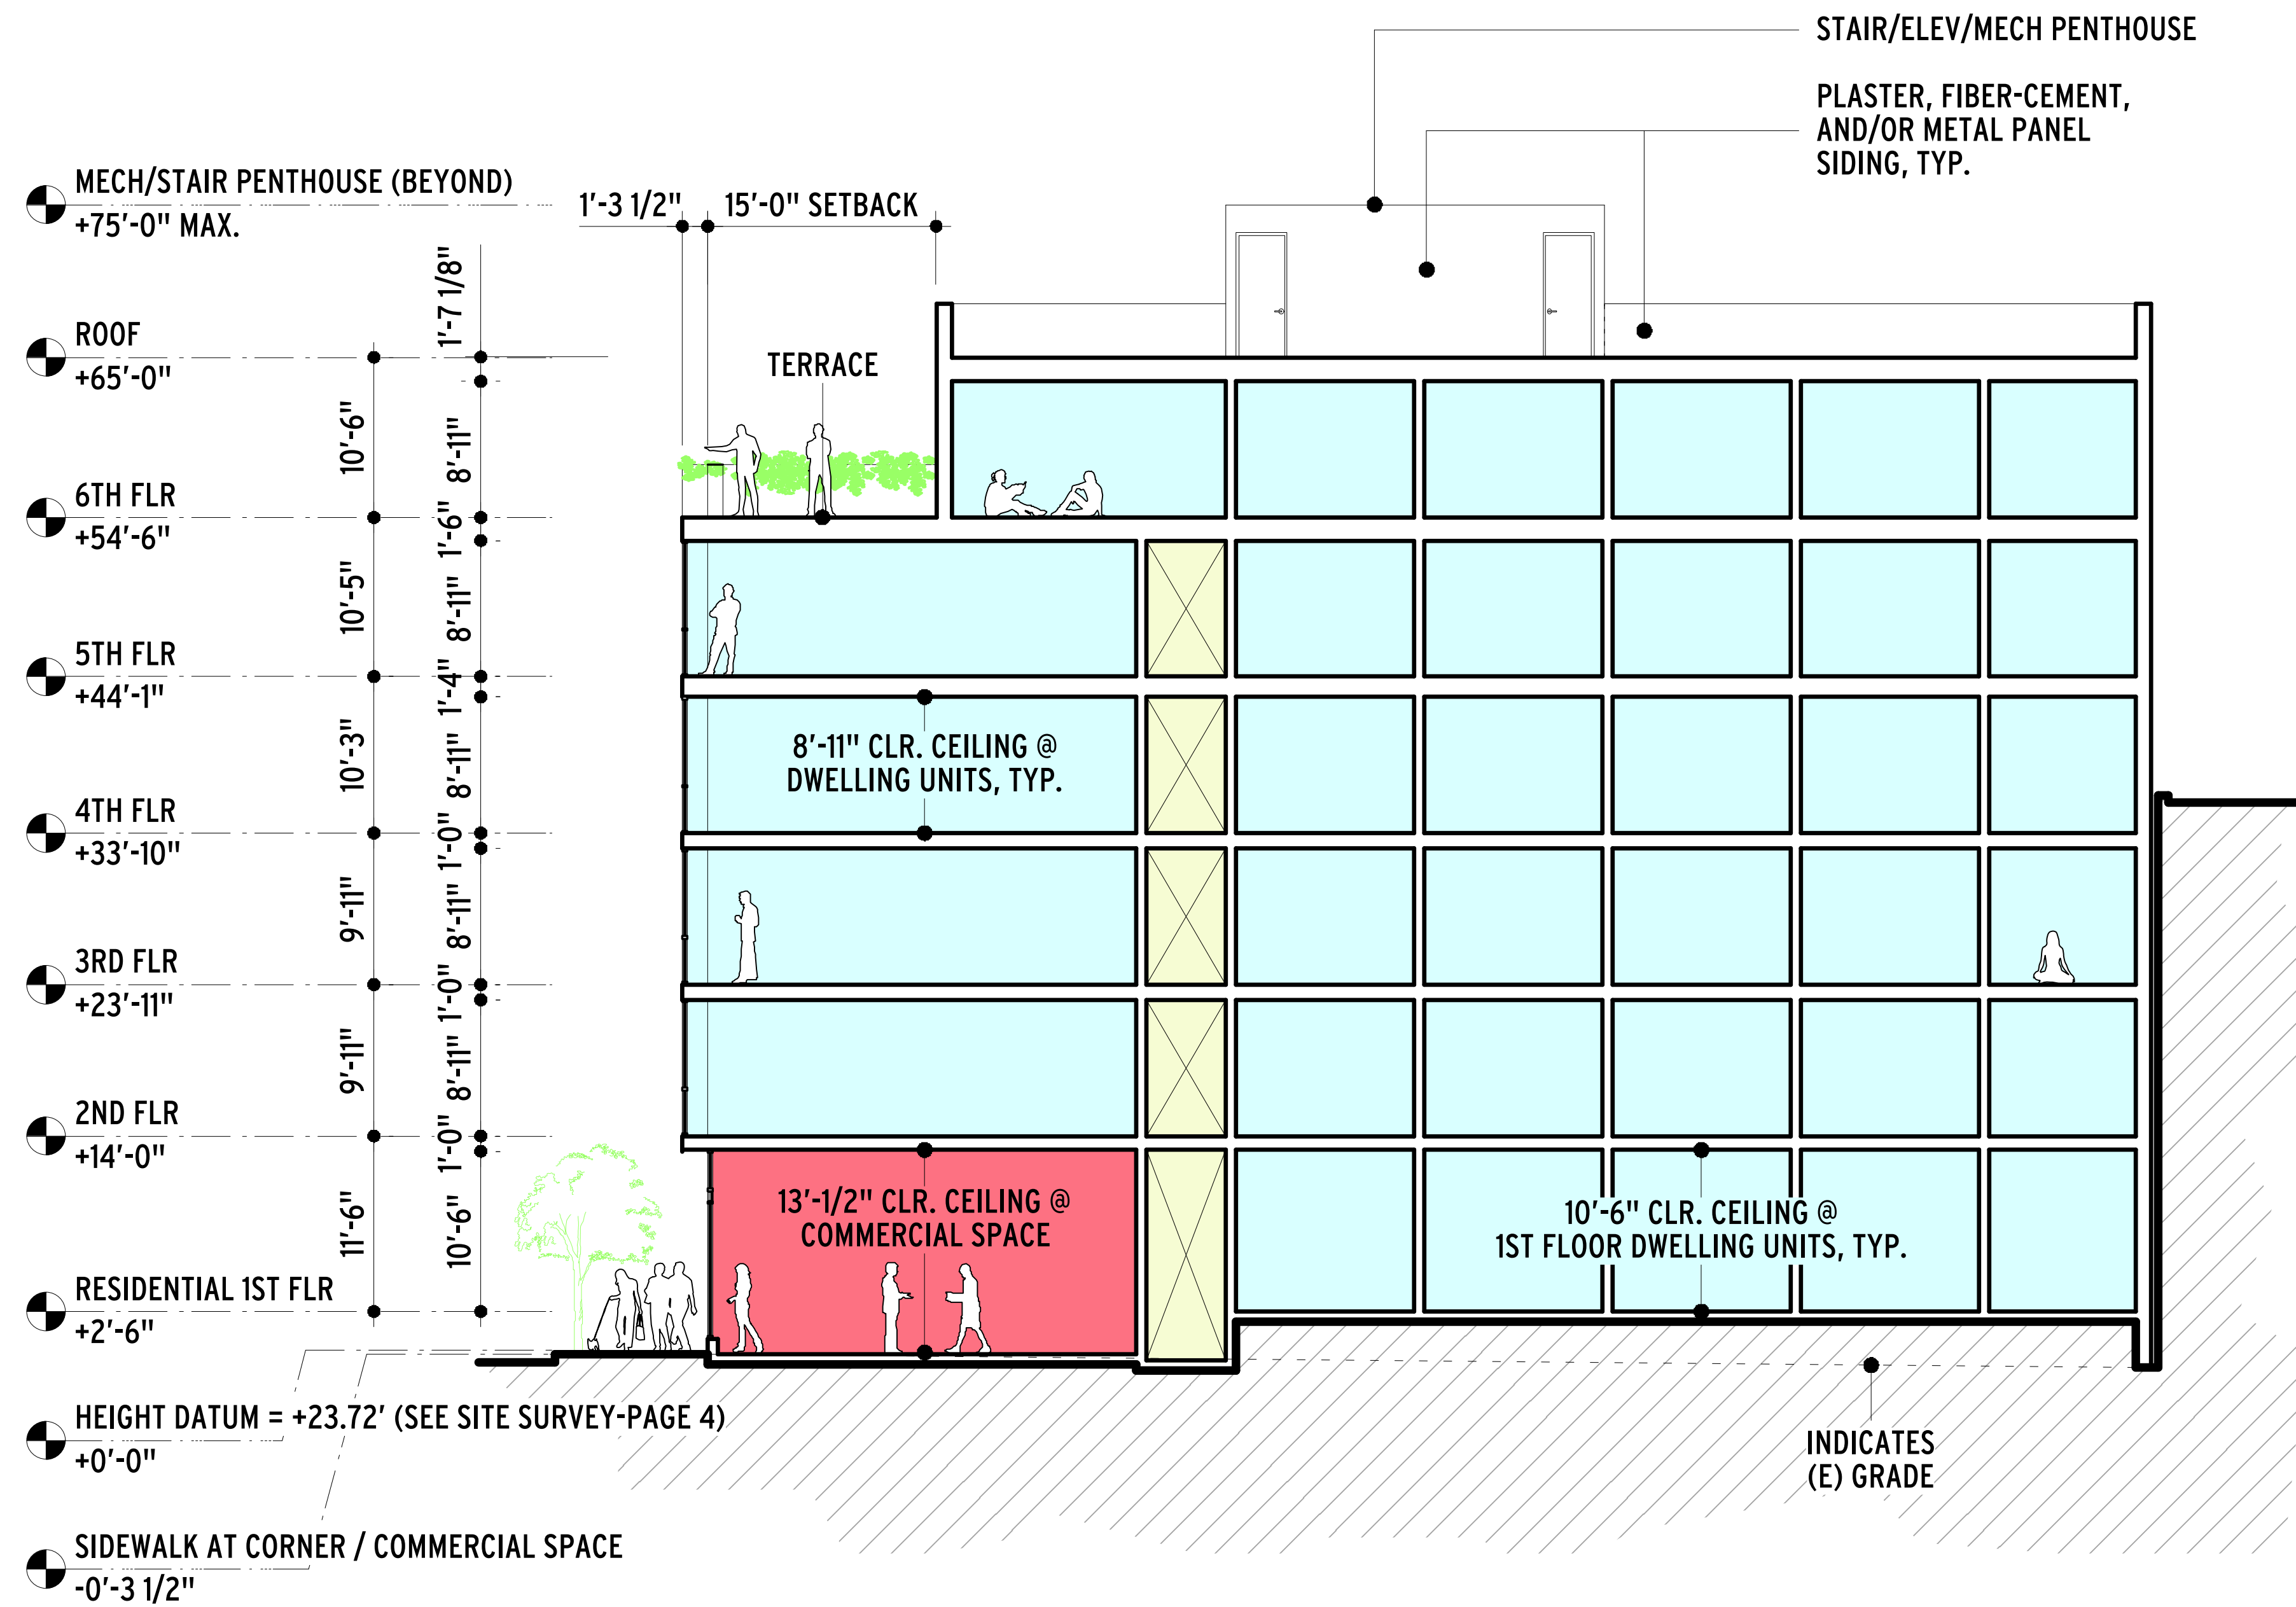 STAIR/ELEV/MECH PENTHOUSE
PLASTER, FIBER-CEMENT,
AND/OR METAL PANEL
SIDING, TYP.
MECH/STAIR PENTHOUSE (BEYOND)
+75'-0" MAX.
1'-3 1/2"
15'-0" SETBACK
1'-7 1/8"
ROOF
+65'-0"
TERRACE
10'-6"
8'-11"
6TH FLR
+54'-6"
1'-6"
10'-5"
8'-11"
5TH FLR
+44'-1"
1'-4"
10'-3"
8'-11"
8'-11" CLR. CEILING @
DWELLING UNITS, TYP.
4TH FLR
+33'-10"
1'-0"
9'-11"
8'-11"
3RD FLR
+23'-11"
1'-0"
9'-11"
8'-11"
2ND FLR
+14'-0"
1'-0"
11'-6"
10'-6"
13'-1/2" CLR. CEILING @
COMMERCIAL SPACE
10'-6" CLR. CEILING @
1ST FLOOR DWELLING UNITS, TYP.
RESIDENTIAL 1ST FLR
+2'-6"
HEIGHT DATUM = +23.72' (SEE SITE SURVEY-PAGE 4)
+0'-0"
INDICATES
(E) GRADE
SIDEWALK AT CORNER / COMMERCIAL SPACE
-0'-3 1/2"